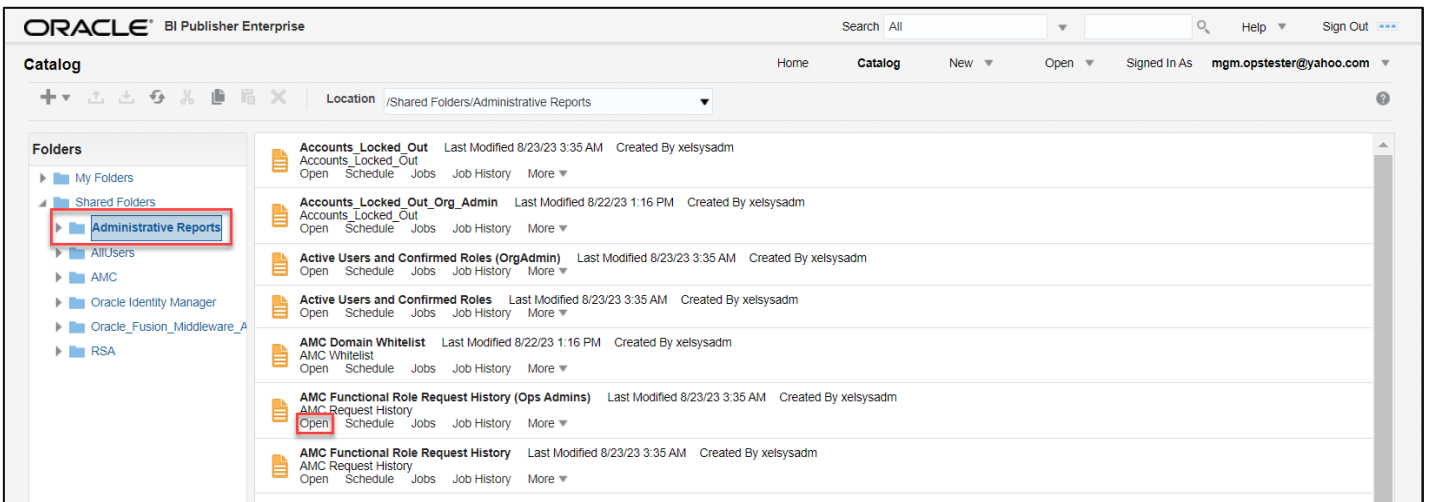 ORACLE BI Publisher Enterprise Search All Help Sign Out
Catalog Home Catalog New Open Signed In As mgm.opstester@yahoo.com
Location /Shared Folders/Administrative Reports
Folders
My Folders
Shared Folders
Administrative Reports
AllUsers
AMC
Oracle Identity Manager
Oracle_Fusion_Middleware_A
RSA
Accounts_Locked_Out Last Modified 8/23/23 3:35 AM Created By xelsysadm
Accounts_Locked_Out
Open Schedule Jobs Job History More
Accounts_Locked_Out_Org_Admin Last Modified 8/22/23 1:16 PM Created By xelsysadm
Accounts_Locked_Out
Open Schedule Jobs Job History More
Active Users and Confirmed Roles (OrgAdmin) Last Modified 8/23/23 3:35 AM Created By xelsysadm
Open Schedule Jobs Job History More
Active Users and Confirmed Roles Last Modified 8/23/23 3:35 AM Created By xelsysadm
Open Schedule Jobs Job History More
AMC Domain Whitelist Last Modified 8/22/23 1:16 PM Created By xelsysadm
AMC Whitelist
Open Schedule Jobs Job History More
AMC Functional Role Request History (Ops Admins) Last Modified 8/23/23 3:35 AM Created By xelsysadm
AMC Request History
Open Schedule Jobs Job History More
AMC Functional Role Request History Last Modified 8/23/23 3:35 AM Created By xelsysadm
AMC Request History
Open Schedule Jobs Job History More